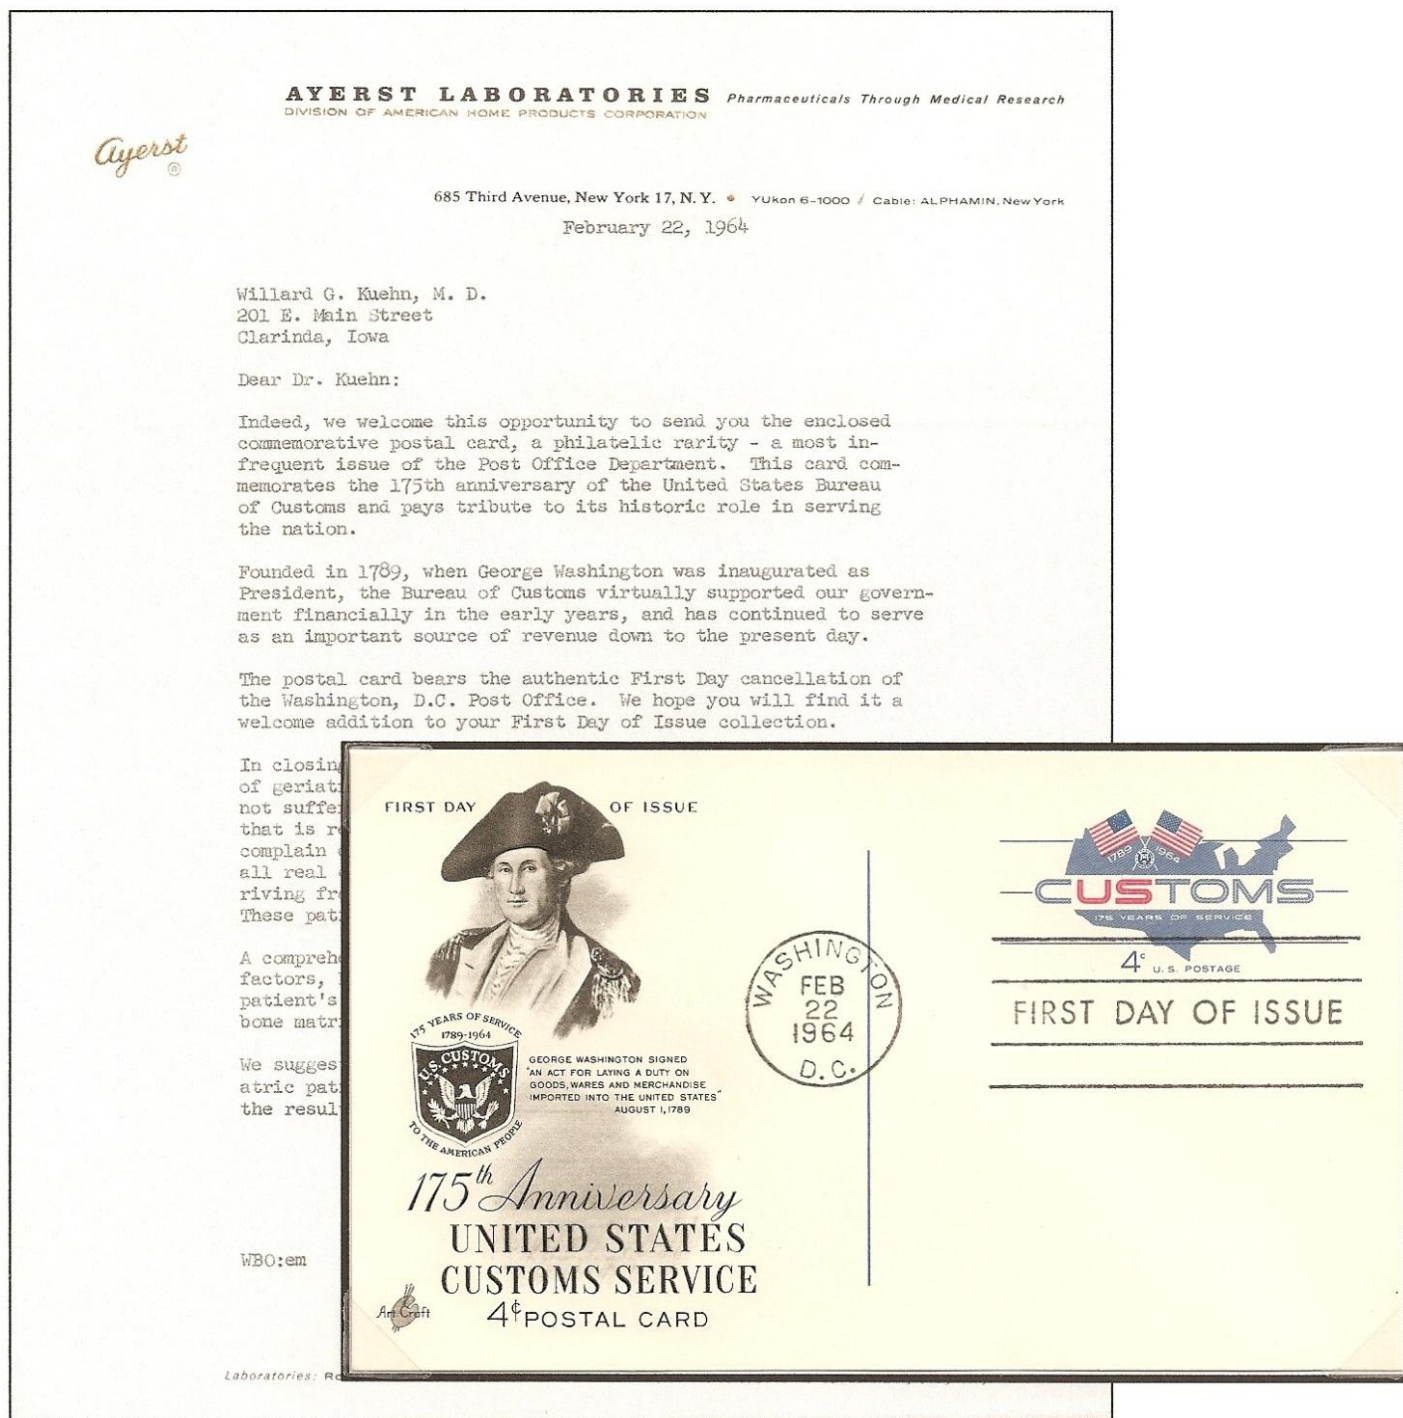 AYERST LABORATORIES Pharmaceuticals Through Medical Research
DIVISION OF AMERICAN HOME PRODUCTS CORPORATION
Ayerst ®
685 Third Avenue, New York 17, N.Y. • YUkon 6-1000 / Cable: ALPHAMIN, New York
February 22, 1964
Willard G. Kuehn, M. D.
201 E. Main Street
Clarinda, Iowa
Dear Dr. Kuehn:
Indeed, we welcome this opportunity to send you the enclosed
commemorative postal card, a philatelic rarity - a most in-
frequent issue of the Post Office Department. This card com-
memorates the 175th anniversary of the United States Bureau
of Customs and pays tribute to its historic role in serving
the nation.
Founded in 1789, when George Washington was inaugurated as
President, the Bureau of Customs virtually supported our govern-
ment financially in the early years, and has continued to serve
as an important source of revenue down to the present day.
The postal card bears the authentic First Day cancellation of
the Washington, D.C. Post Office. We hope you will find it a
welcome addition to your First Day of Issue collection.
In closing
of
not
that is
complain
all real
riving
These
A
factors,
patient's
bone
We
atric
the
WBO:em
Laboratories:
FIRST DAY OF ISSUE
175 YEARS OF SERVICE
1789-1964
U.S. CUSTOMS
TO THE AMERICAN PEOPLE
GEORGE WASHINGTON SIGNED
"AN ACT FOR LAYING A DUTY ON
GOODS, WARES AND MERCHANDISE
IMPORTED INTO THE UNITED STATES"
AUGUST 1, 1789
175th Anniversary
UNITED STATES
CUSTOMS SERVICE
4¢ POSTAL CARD
Art Craft
WASHINGTON
FEB
22
1964
D.C.
1789 1964
CUSTOMS
175 YEARS OF SERVICE
4c U.S. POSTAGE
FIRST DAY OF ISSUE